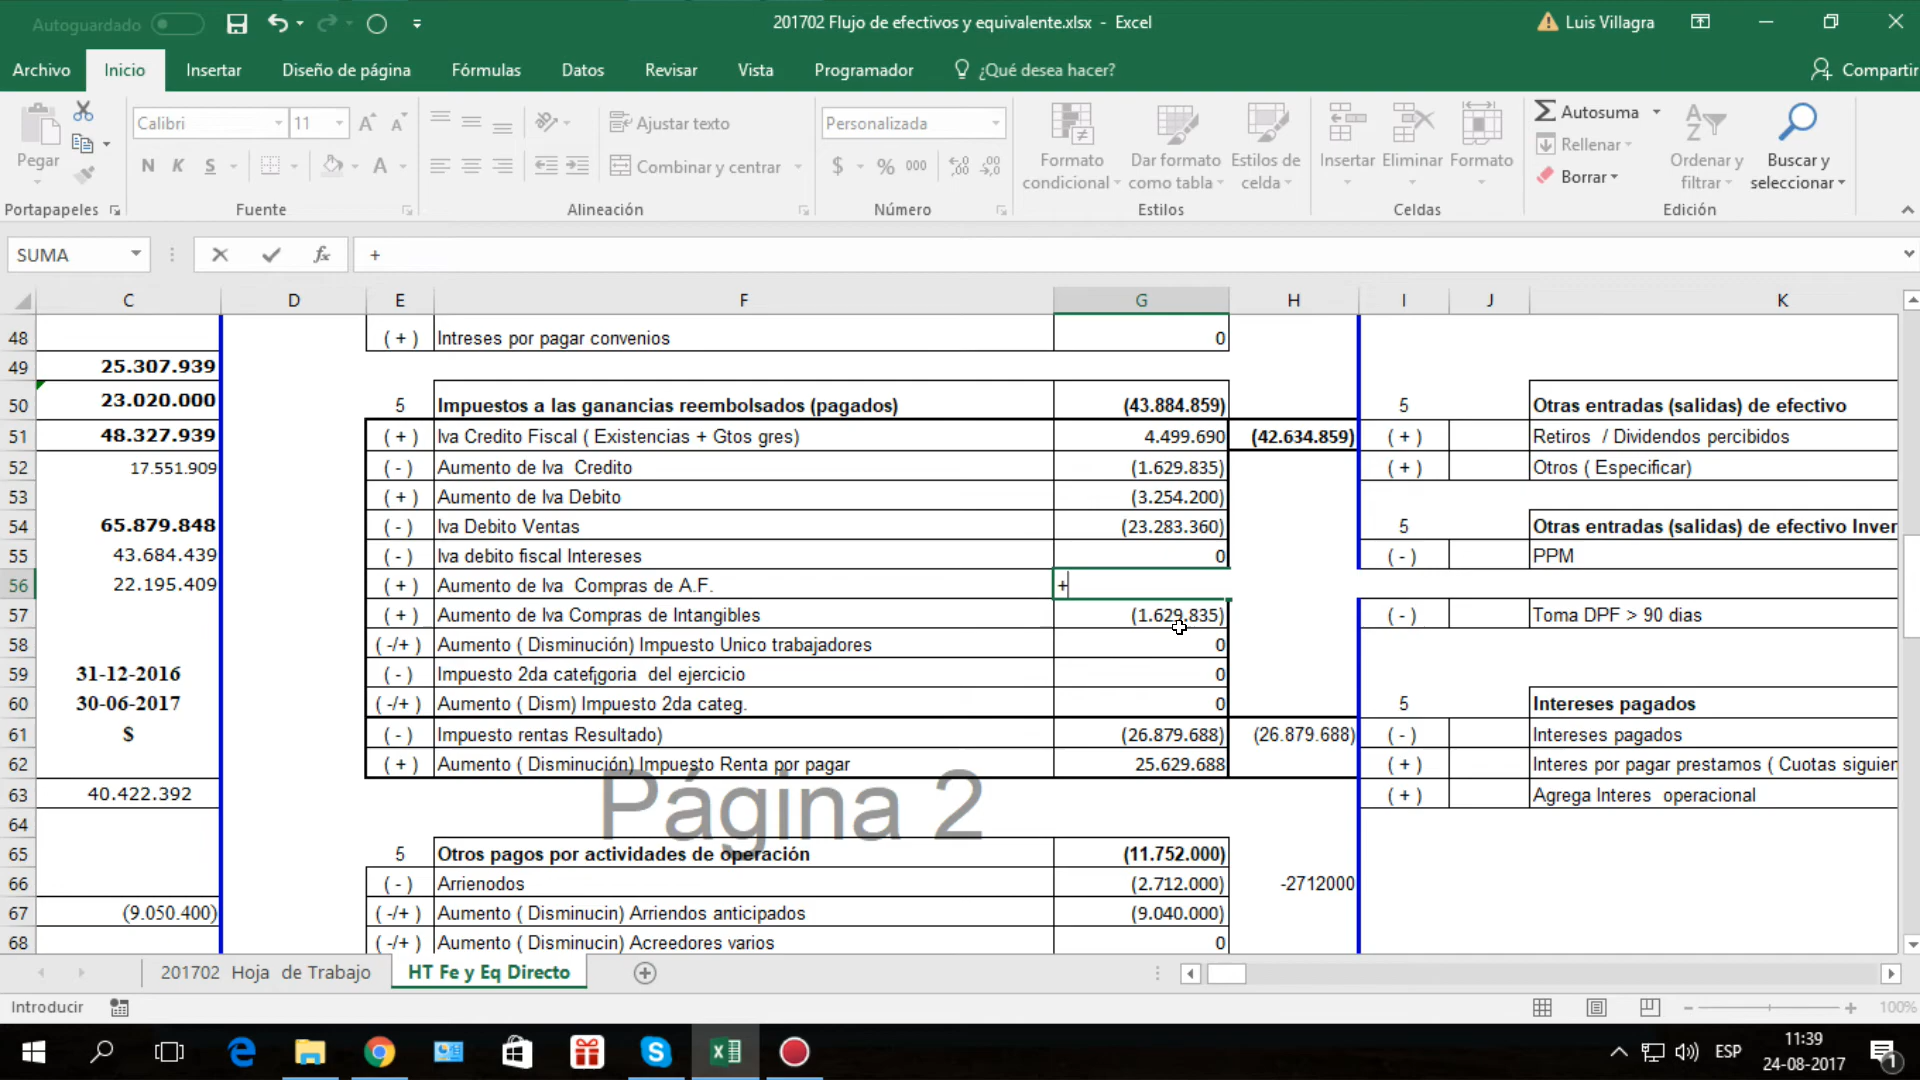 Autoguardado
201702 Flujo de efectivos y equivalente.xlsx - Excel
Luis Villagra
Archivo Inicio Insertar Diseño de página Fórmulas Datos Revisar Vista Programador ¿Qué desea hacer? Compartir
Pegar
Portapapeles
Calibri 11
N K S
Fuente
Ajustar texto
Combinar y centrar
Alineación
Personalizada
$ % 000
Número
Formato condicional
Dar formato como tabla
Estilos de celda
Estilos
Insertar Eliminar Formato
Celdas
Autosuma
Rellenar
Borrar
Ordenar y filtrar
Buscar y seleccionar
Edición
SUMA fx +
C D E F G H I J K
48 ( + ) Intreses por pagar convenios 0
49 25.307.939
50 23.020.000 5 Impuestos a las ganancias reembolsados (pagados) (43.884.859) 5 Otras entradas (salidas) de efectivo
51 48.327.939 ( + ) Iva Credito Fiscal ( Existencias + Gtos gres) 4.499.690 (42.634.859) ( + ) Retiros / Dividendos percibidos
52 17.551.909 ( - ) Aumento de Iva Credito (1.629.835) ( + ) Otros ( Especificar)
53 ( + ) Aumento de Iva Debito (3.254.200)
54 65.879.848 ( - ) Iva Debito Ventas (23.283.360) 5 Otras entradas (salidas) de efectivo Inver
55 43.684.439 ( - ) Iva debito fiscal Intereses 0 ( - ) PPM
56 22.195.409 ( + ) Aumento de Iva Compras de A.F. +
57 ( + ) Aumento de Iva Compras de Intangibles (1.629.835) ( - ) Toma DPF > 90 dias
58 ( -/+ ) Aumento ( Disminución) Impuesto Unico trabajadores 0
59 31-12-2016 ( - ) Impuesto 2da catef¡goria del ejercicio 0
60 30-06-2017 ( -/+ ) Aumento ( Dism) Impuesto 2da categ. 0 5 Intereses pagados
61 $ ( - ) Impuesto rentas Resultado) (26.879.688) (26.879.688) ( - ) Intereses pagados
62 ( + ) Aumento ( Disminución) Impuesto Renta por pagar 25.629.688 ( + ) Interes por pagar prestamos ( Cuotas siguien
63 40.422.392 ( + ) Agrega Interes operacional
Página 2
64
65 5 Otros pagos por actividades de operación (11.752.000)
66 ( - ) Arrienodos (2.712.000) -2712000
67 (9.050.400) ( -/+ ) Aumento ( Disminucin) Arriendos anticipados (9.040.000)
68 ( -/+ ) Aumento ( Disminucin) Acreedores varios 0
201702 Hoja de Trabajo HT Fe y Eq Directo
Introducir 100%
ESP
11:39
24-08-2017
1